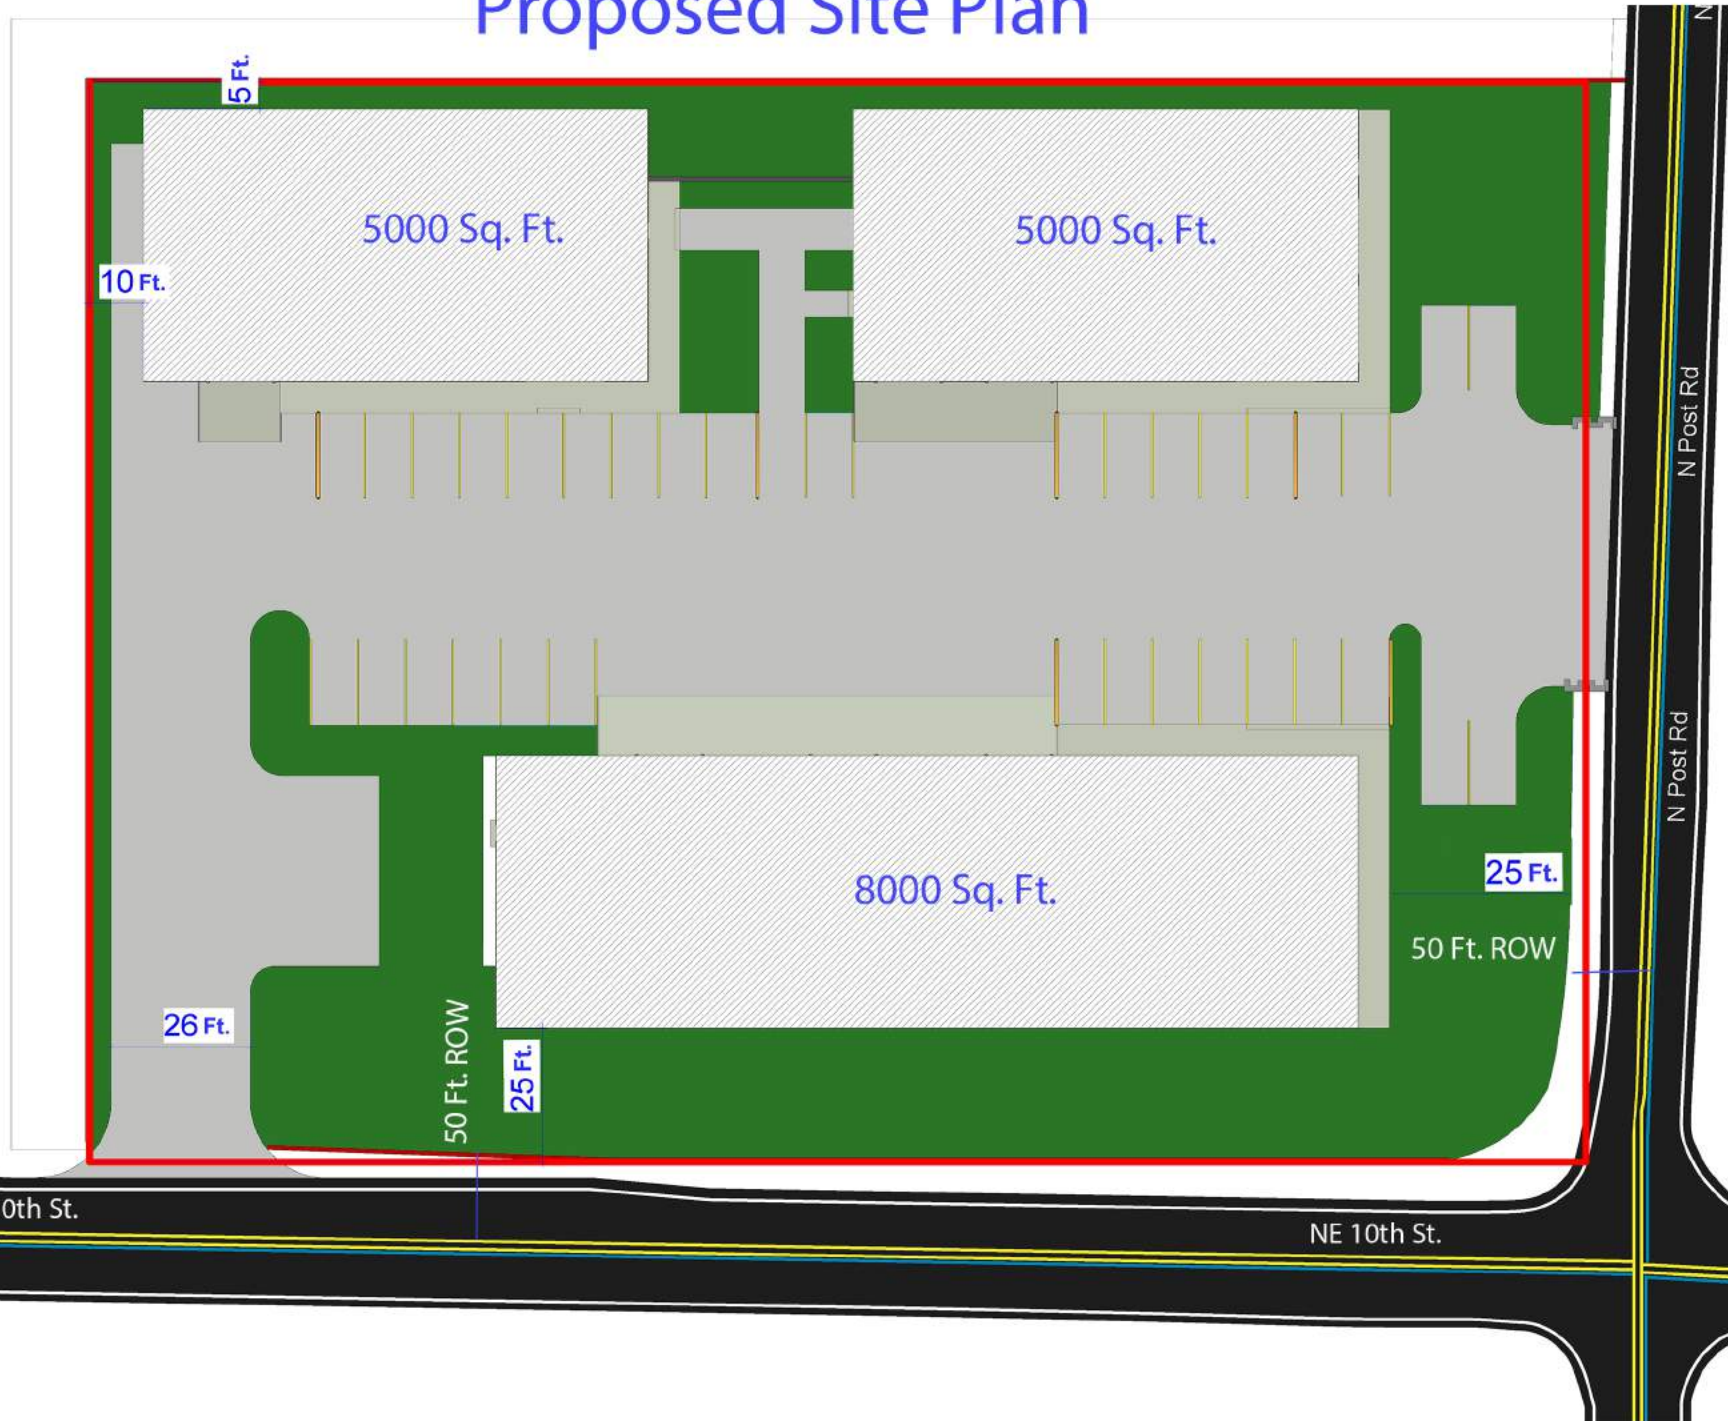 Proposed Site Plan
N
5 Ft.
5000 Sq. Ft.
5000 Sq. Ft.
10 Ft.
N Post Rd
N Post Rd
25 Ft.
8000 Sq. Ft.
50 Ft. ROW
26 Ft.
50 Ft. ROW
25 Ft.
0th St.
NE 10th St.